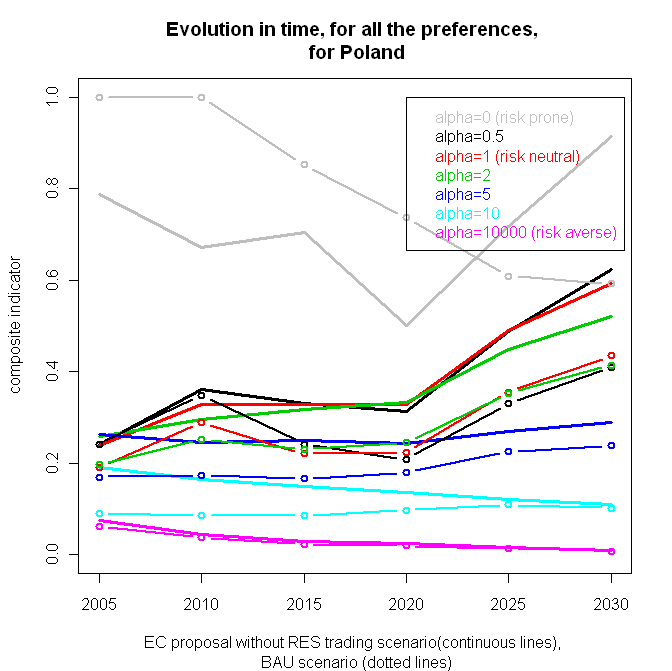 Evolution in time, for all the preferences,
for Poland
composite indicator
1.0
0.8
0.6
0.4
0.2
0.0
alpha=0 (risk prone)
alpha=0.5
alpha=1 (risk neutral)
alpha=2
alpha=5
alpha=10
alpha=10000 (risk averse)
2005 2010 2015 2020 2025 2030
EC proposal without RES trading scenario(continuous lines),
BAU scenario (dotted lines)